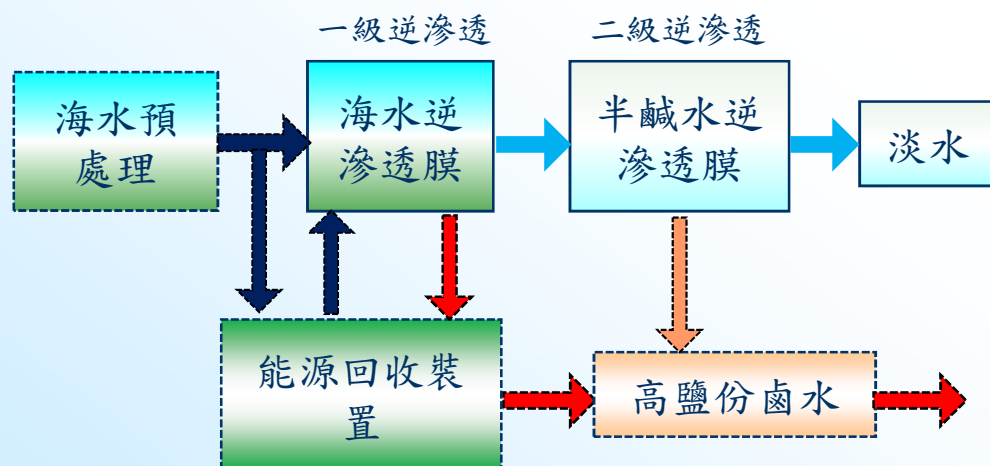 一級逆滲透
二級逆滲透
海水預
處理
海水逆
滲透膜
半鹹水逆
滲透膜
淡水
能源回收裝
置
高鹽份鹵水